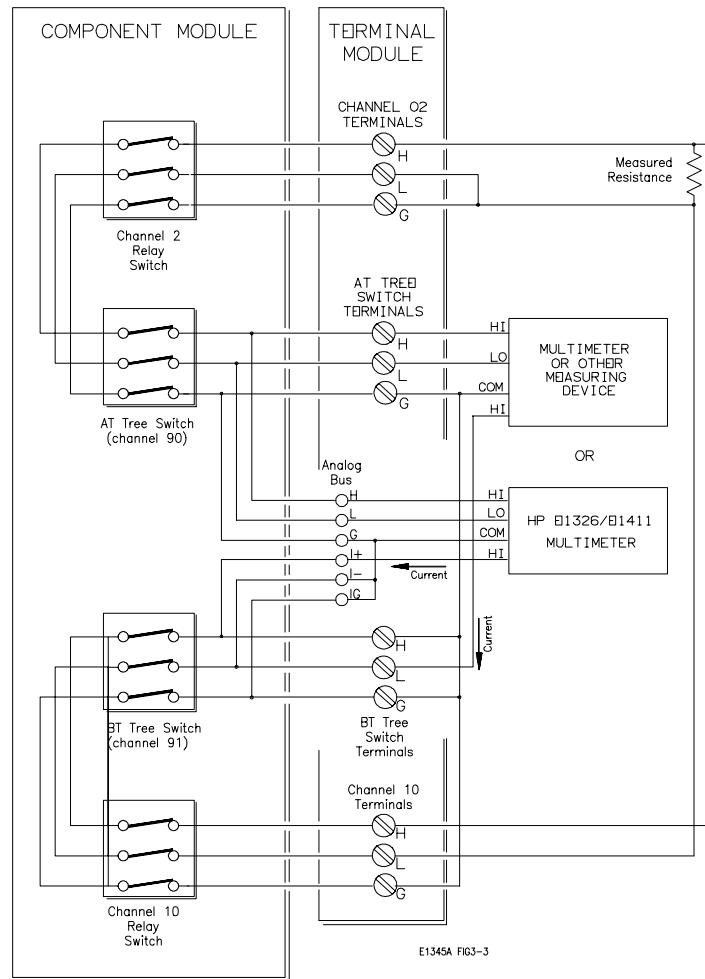 COMPONENT MODULE
TERMINAL
MODULE
CHANNEL 02
TERMINALS
H
L
G
Measured
Resistance
Channel 2
Relay
Switch
AT TREE
SWITCH
TERMINALS
H
L
G
HI
LO
COM
HI
MULTIMETER
OR OTHER
MEASURING
DEVICE
AT Tree Switch
(channel 90)
OR
Analog
Bus
H
L
G
I+
I-
IG
HI
LO
COM
HI
HP E1326/E1411
MULTIMETER
Current
Current
H
L
G
BT Tree Switch
(channel 91)
BT Tree
Switch
Terminals
Channel 10
Terminals
H
L
G
Channel 10
Relay
Switch
E1345A FIG3-3